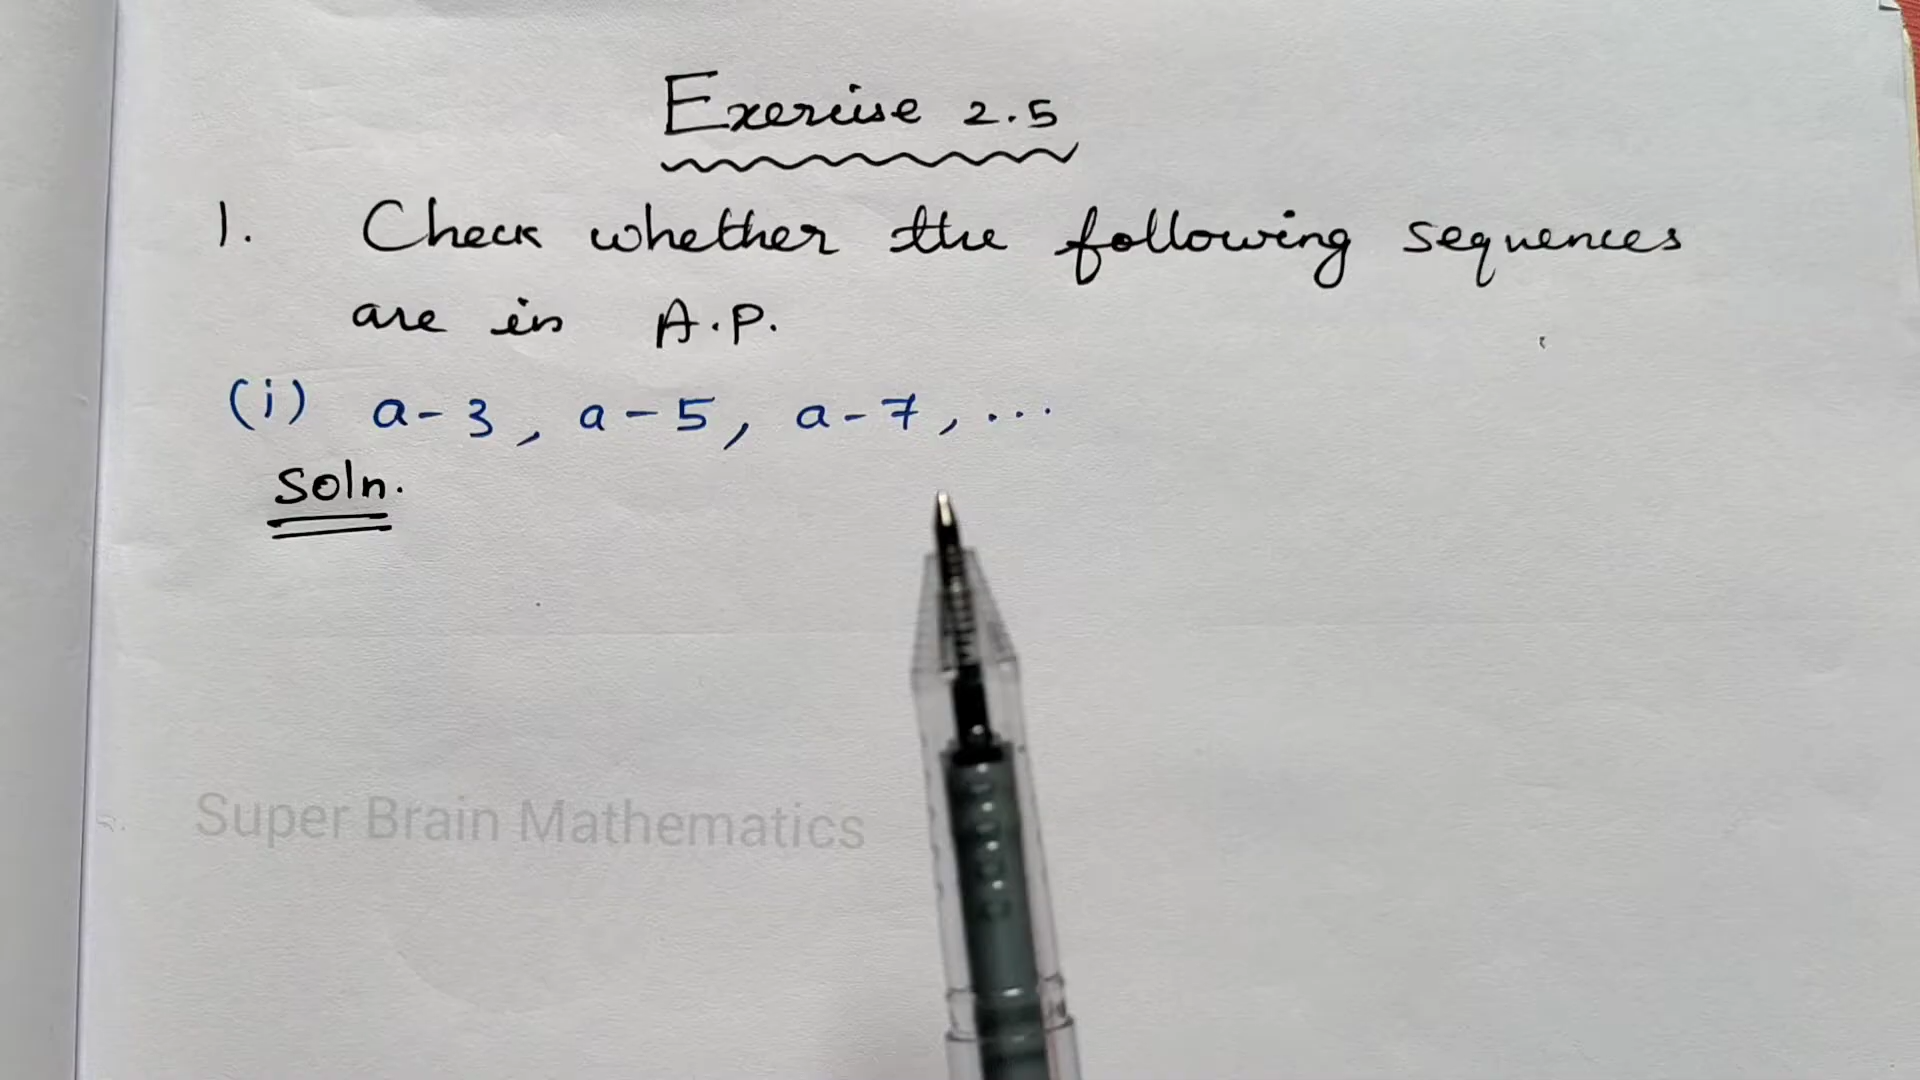 Exercise 2.5
1. Check whether the following sequences
are in A.P.
(i) a-3, a-5, a-7, ...
Soln.
Super Brain Mathematics